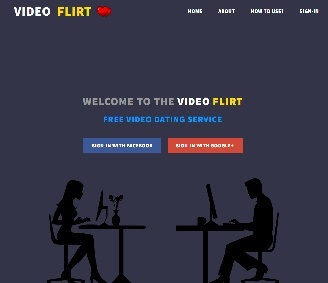 VIDEO FLIRT
HOME ABOUT HOW TO USE? SIGN-IN
WELCOME TO THE VIDEO FLIRT
FREE VIDEO DATING SERVICE
SIGN IN WITH FACEBOOK SIGN IN WITH GOOGLE+